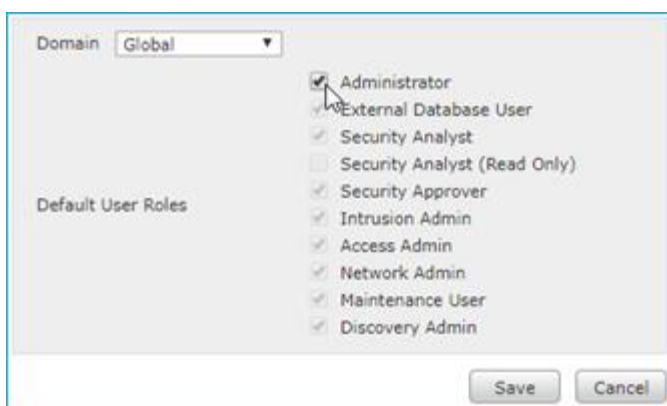 Domain Global
Administrator
External Database User
Security Analyst
Security Analyst (Read Only)
Default User Roles
Security Approver
Intrusion Admin
Access Admin
Network Admin
Maintenance User
Discovery Admin
Save Cancel